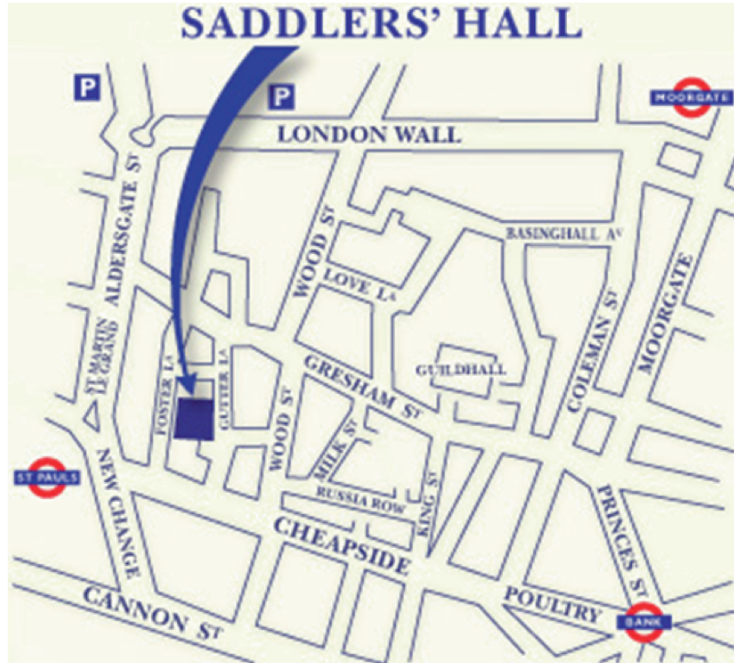 SADDLERS' HALL
P
P
MOORGATE
LONDON WALL
ALDERSGATE ST
WOOD ST
BASINGHALL AV
LOVE LA
MOORGATE
COLEMAN ST
ST MARTIN
LE GRAND
GRESHAM ST
GUILDHALL
FOSTER LA
GUTTER LA
WOOD ST
MILK ST
ST PAULS
NEW CHANGE
RUSSIA ROW
KING ST
PRINCES ST
CHEAPSIDE
POULTRY
CANNON ST
BANK